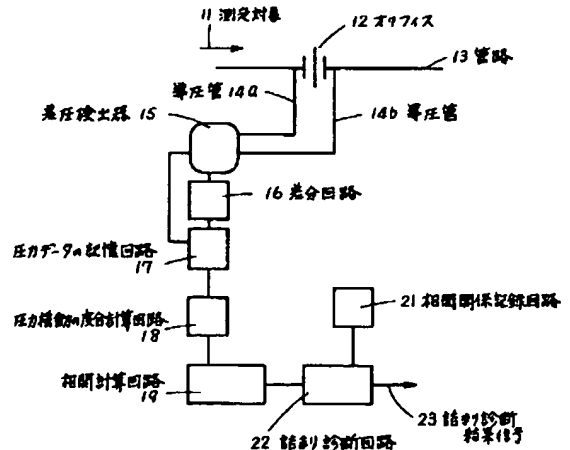 11 測定対象
12 オリフィス
13 管路
導圧管 14a
差圧検出器 15
14b 導圧管
16 差分回路
圧力データの記憶回路
17
21 相関関係記録回路
圧力揺動の度合計算回路
18
相関計算回路
19
23 詰まり診断
結果信号
22 詰まり診断回路